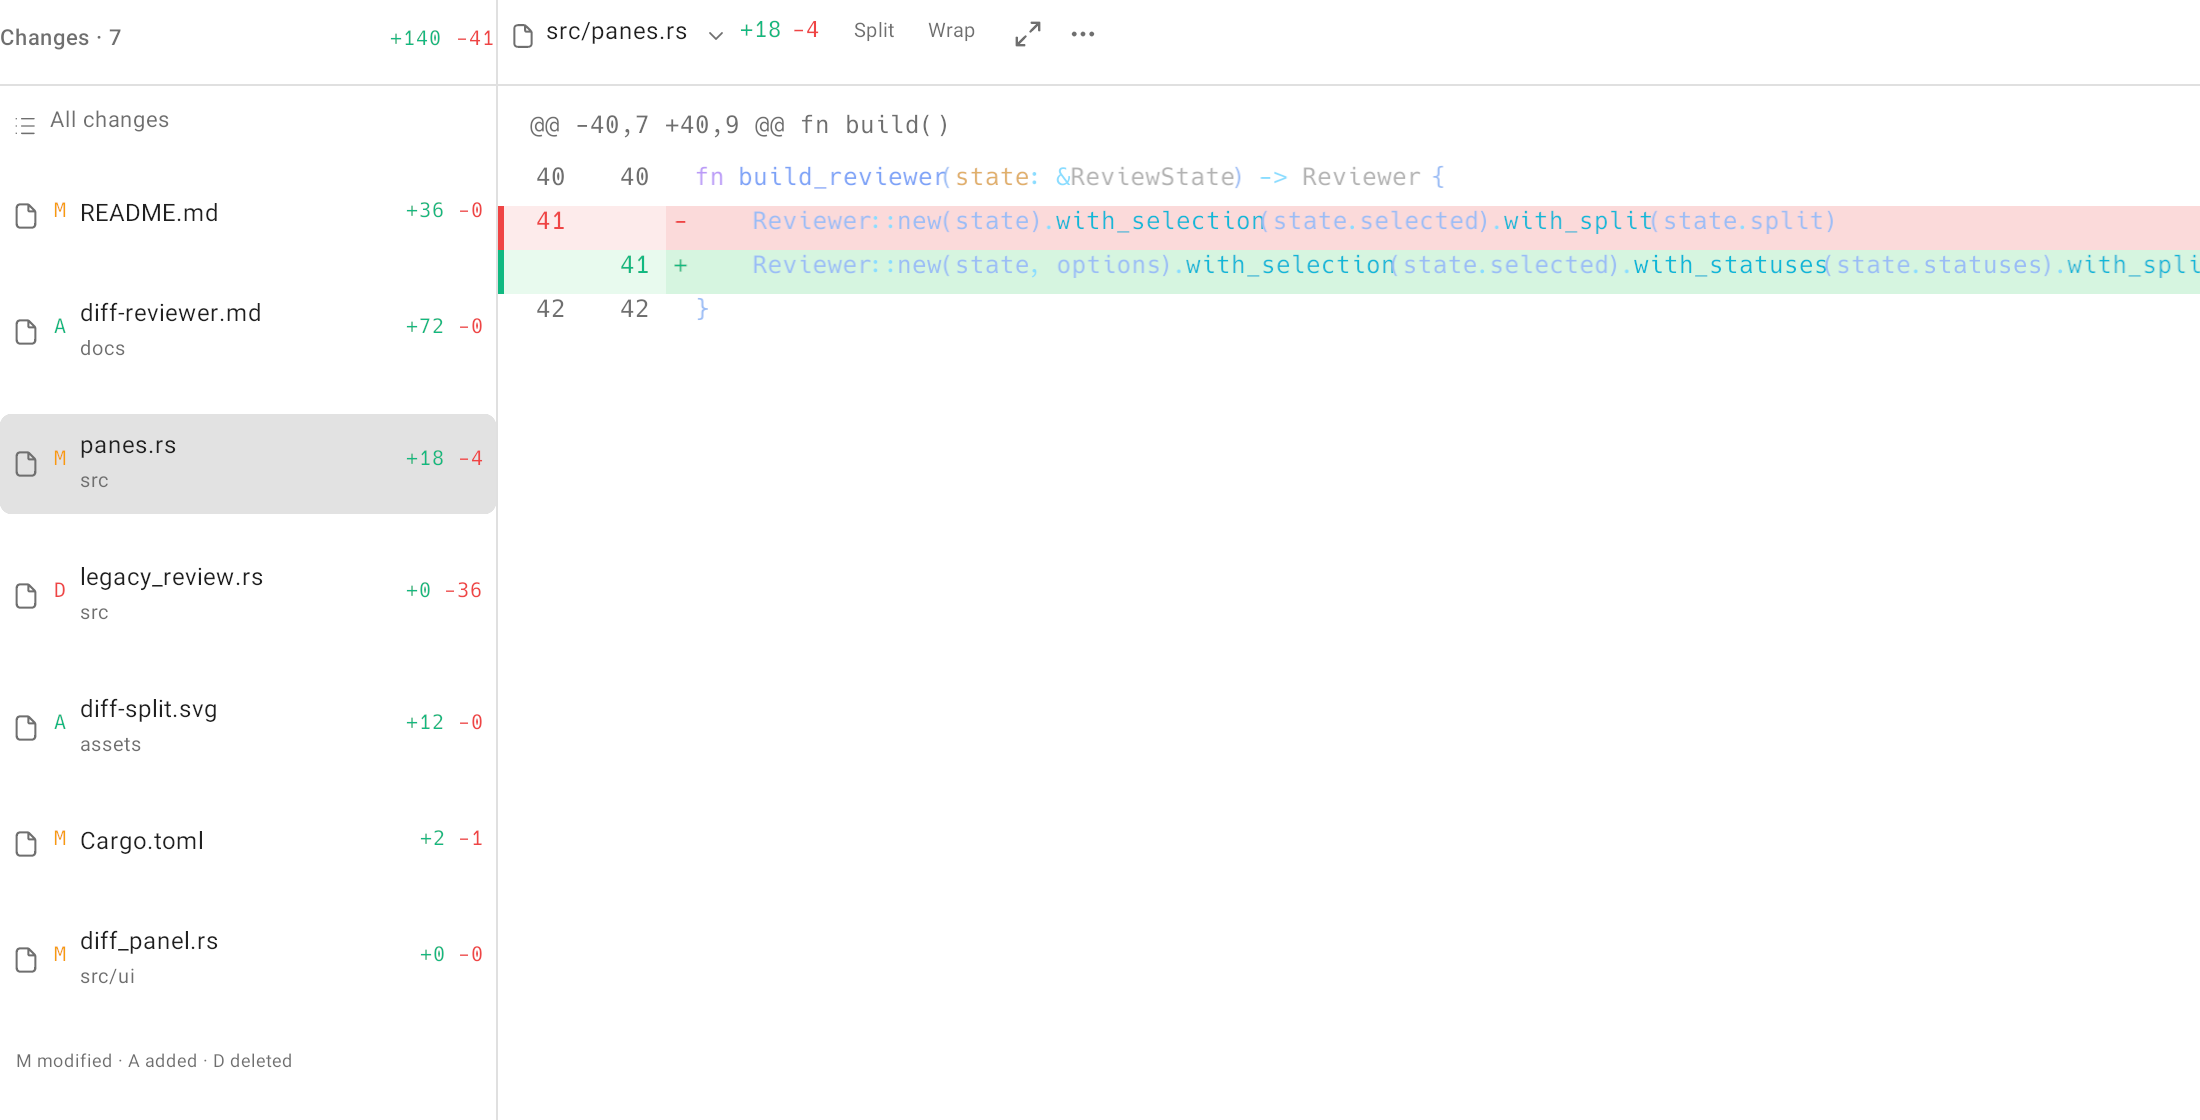 Changes · 7 +140 -41
All changes
M README.md +36 -0
A diff-reviewer.md +72 -0
docs
M panes.rs +18 -4
src
D legacy_review.rs +0 -36
src
A diff-split.svg +12 -0
assets
M Cargo.toml +2 -1
M diff_panel.rs +0 -0
src/ui
M modified · A added · D deleted
src/panes.rs +18 -4 Split Wrap
@@ -40,7 +40,9 @@ fn build()
40 40 fn build_reviewer(state: &ReviewState) -> Reviewer {
41 - Reviewer::new(state).with_selection(state.selected).with_split(state.split)
41 + Reviewer::new(state, options).with_selection(state.selected).with_statuses(state.statuses).with_spli
42 42 }